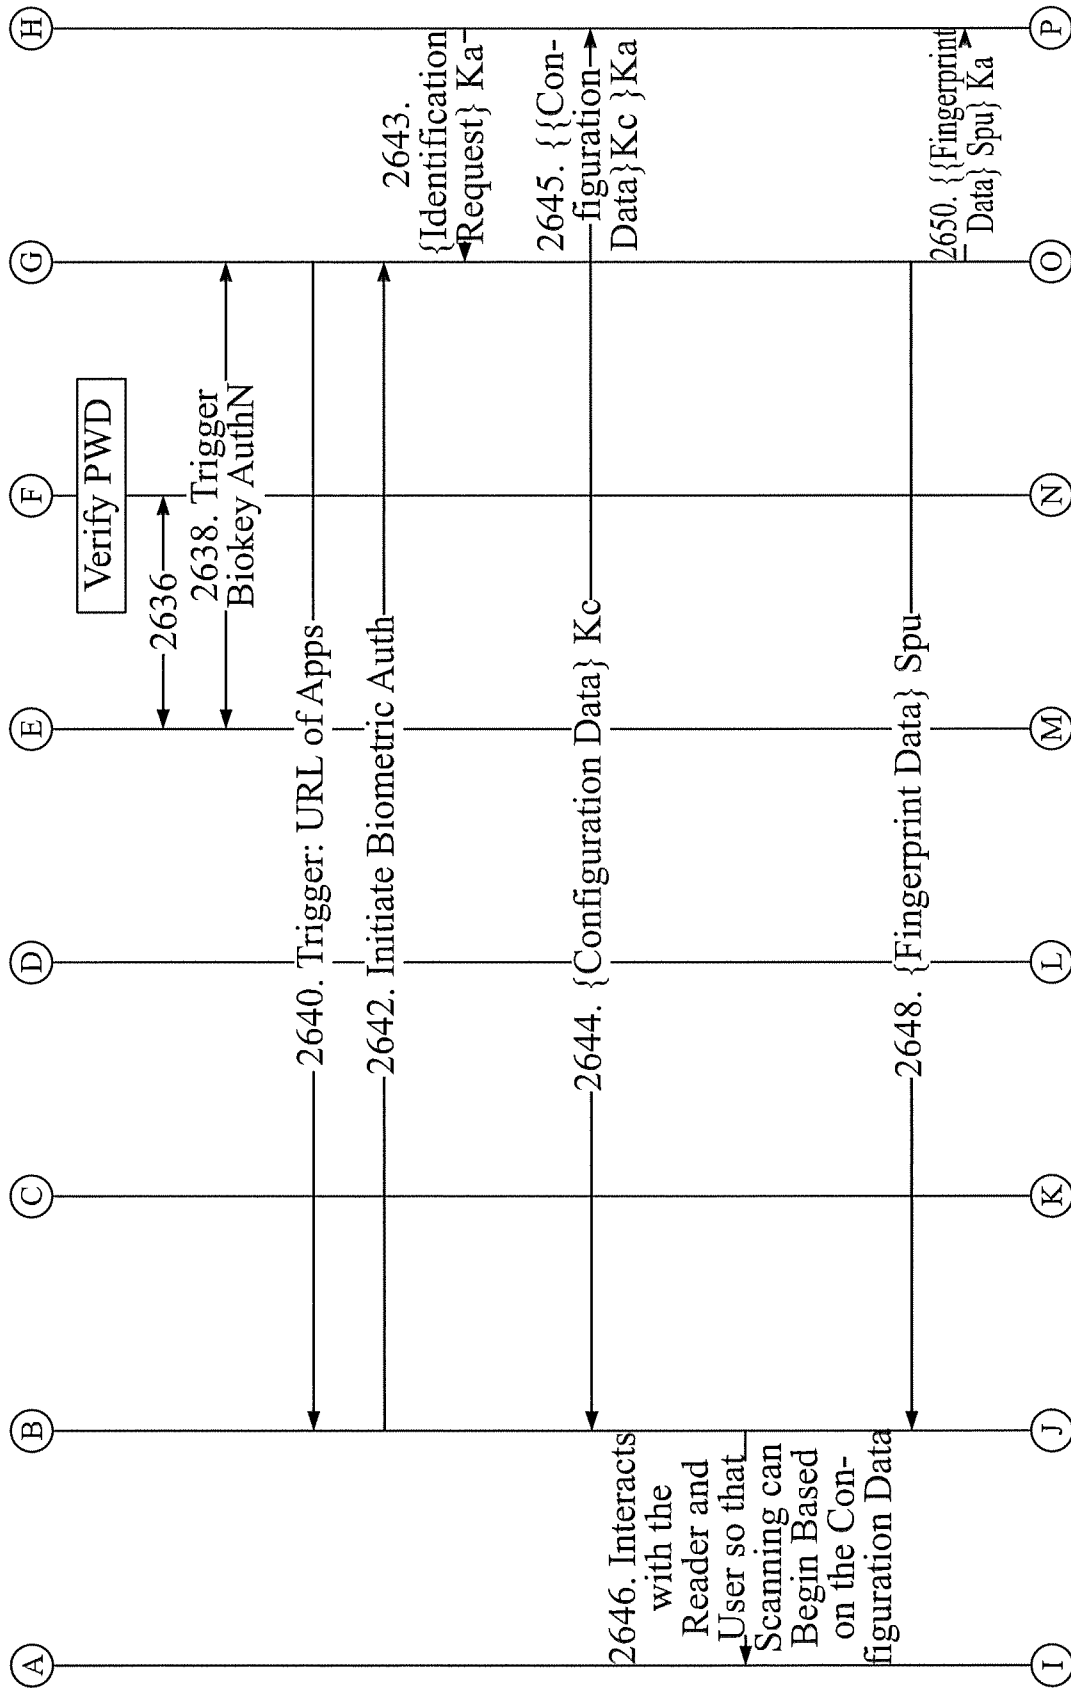 A
B
C
D
E
F
G
H
Verify PWD
2636
2638. Trigger
Biokey AuthN
2640. Trigger: URL of Apps
2642. Initiate Biometric Auth
2643.
{Identification
Request} Ka
2644. {Configuration Data} Kc
2645. {{Con-
figuration
Data}Kc }Ka
2646. Interacts
with the
Reader and
User so that
Scanning can
Begin Based
on the Con-
figuration Data
2648. {Fingerprint Data} Spu
2650. {{Fingerprint
Data} Spu} Ka
I
J
K
L
M
N
O
P